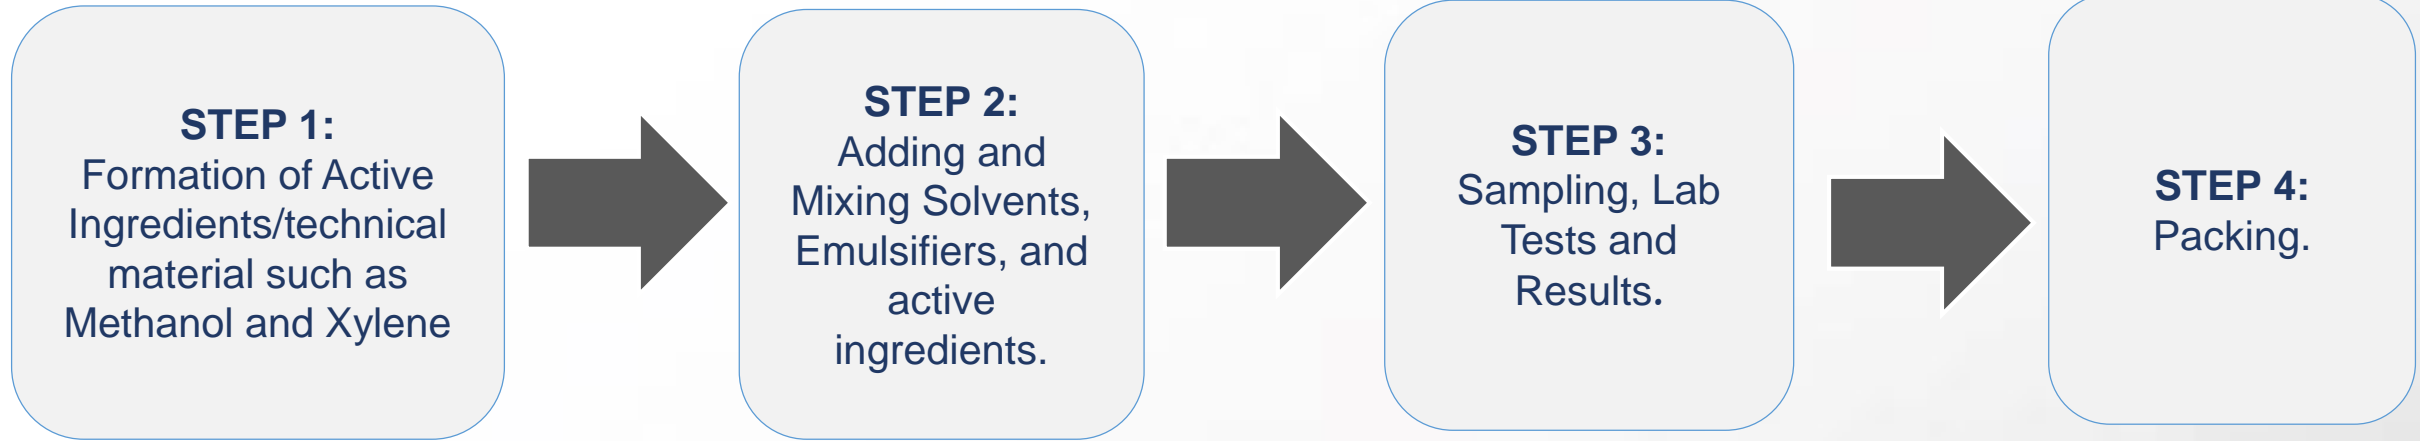 STEP 1:
Formation of Active
Ingredients/technical
material such as
Methanol and Xylene
STEP 2:
Adding and
Mixing Solvents,
Emulsifiers, and
active
ingredients.
STEP 3:
Sampling, Lab
Tests and
Results.
STEP 4:
Packing.